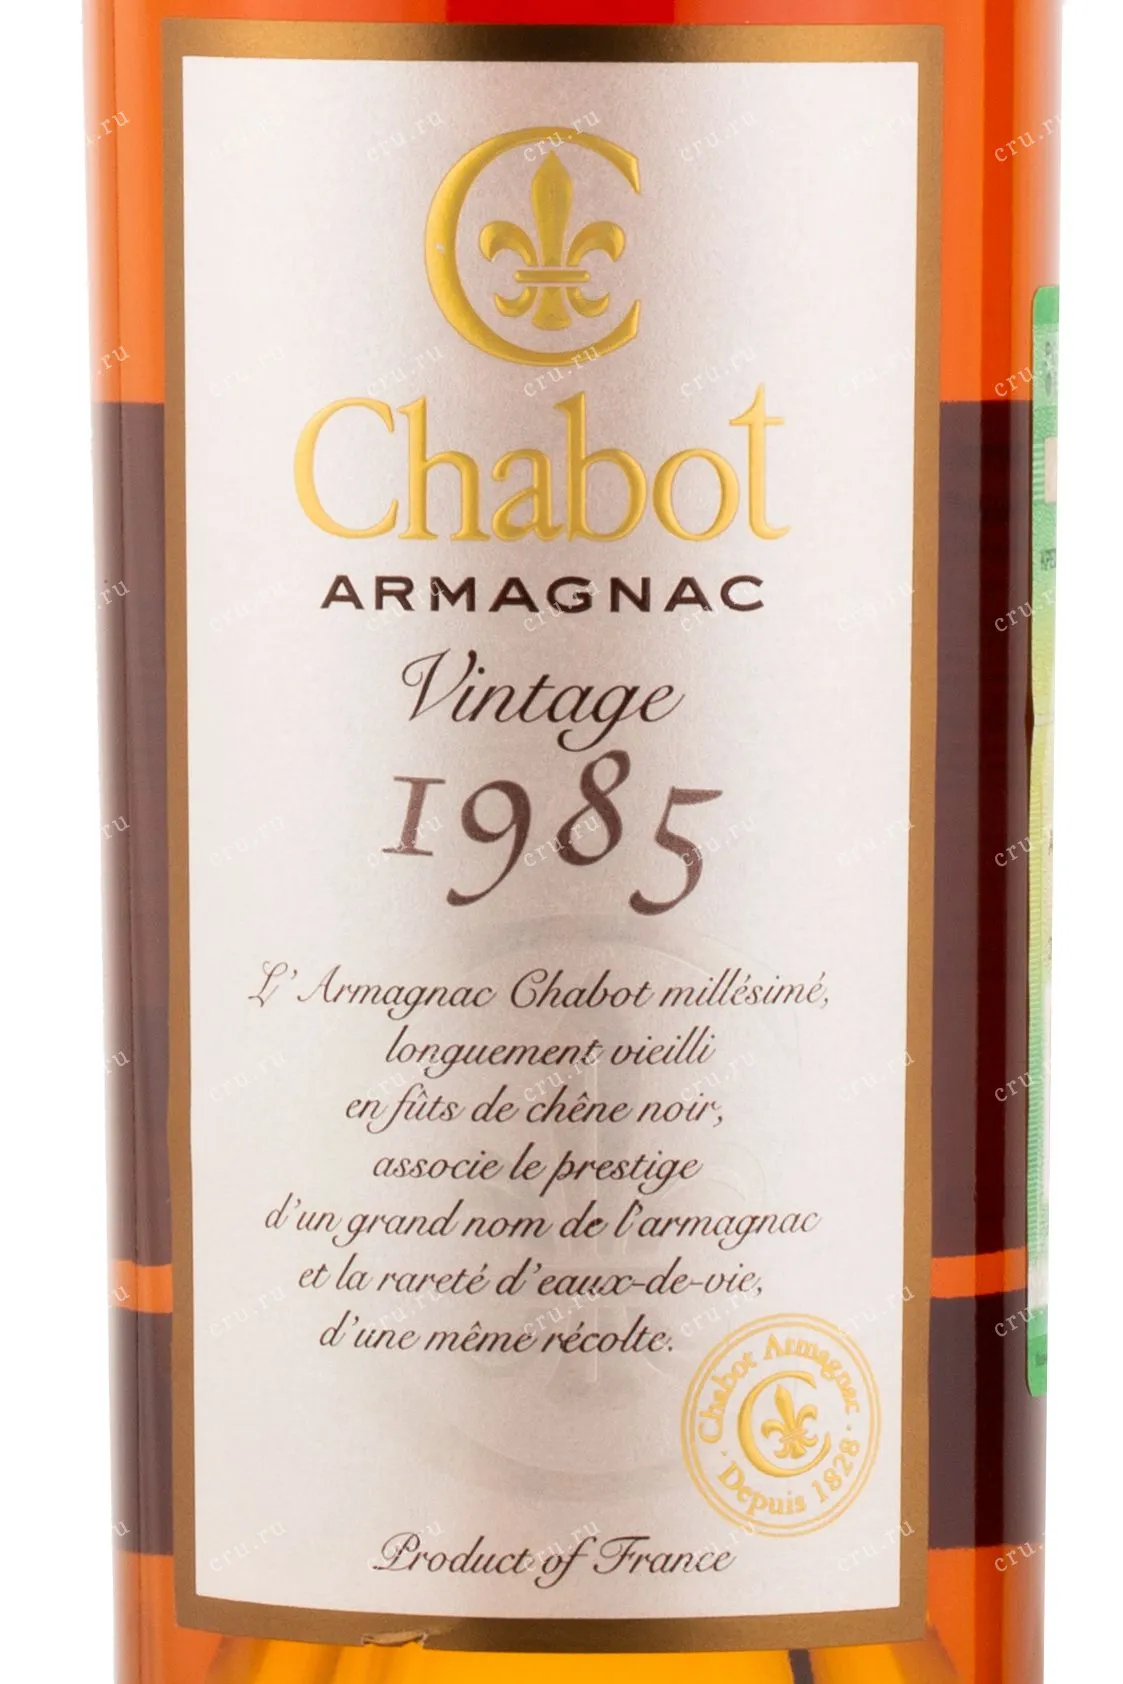 C
Chabot
ARMAGNAC
Vintage
1985
L'Armagnac Chabot millésimé,
longuement vieilli
en fûts de chêne noir,
associe le prestige
d'un grand nom de l'armagnac
et la rareté d'eaux-de-vie,
d'une même récolte.
Chabot Armagnac
C
· Depuis 1828 ·
Product of France
cru.ru